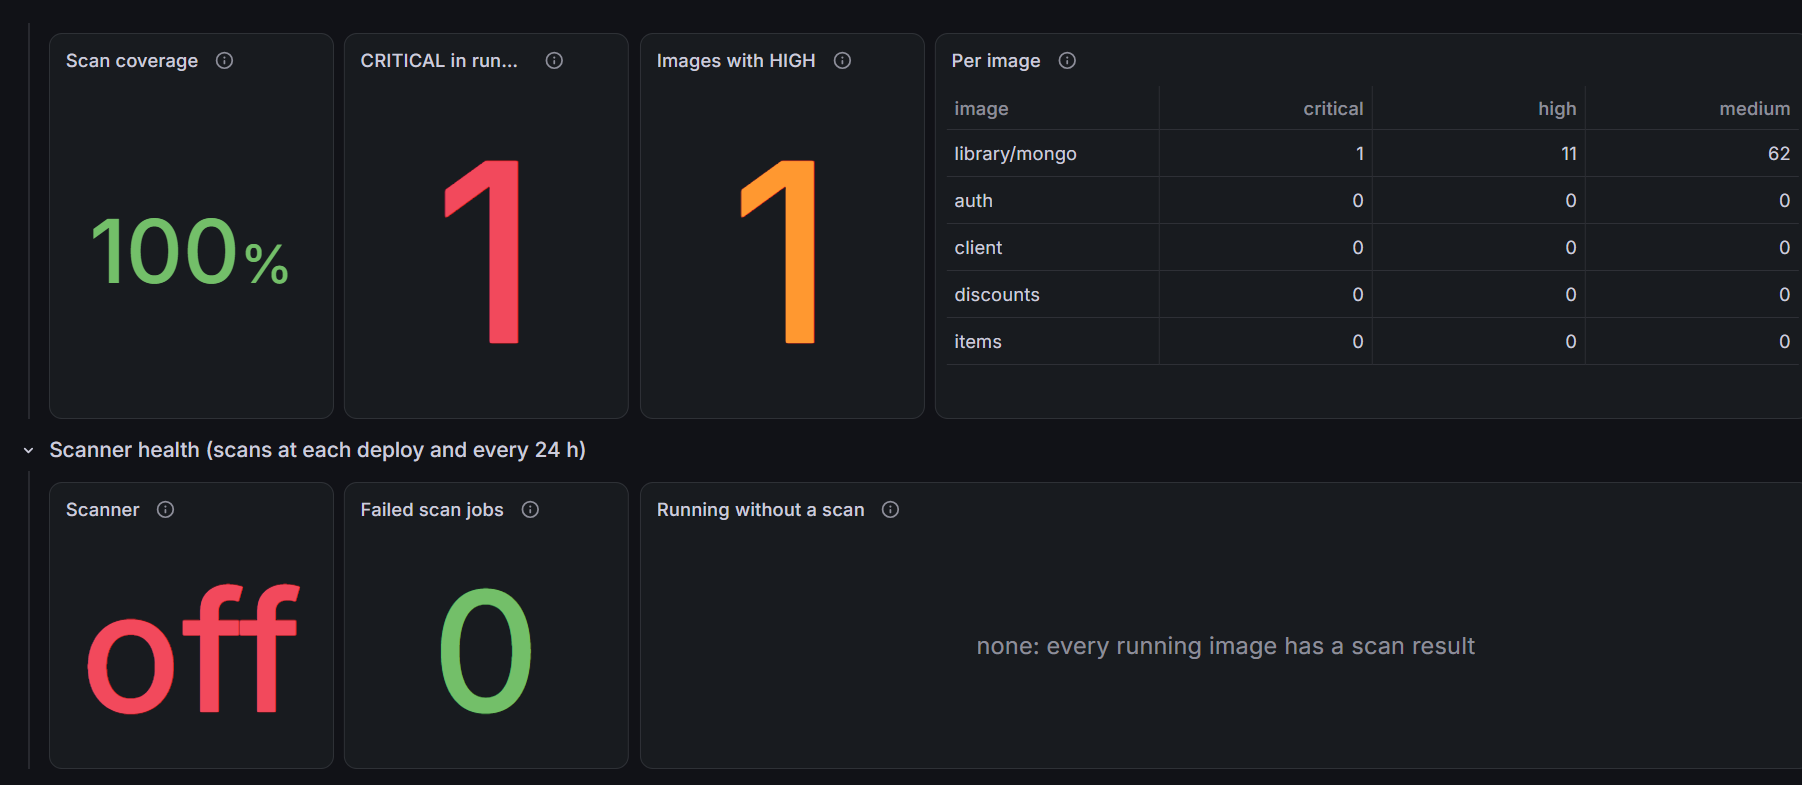 Scan coverage
CRITICAL in run...
Images with HIGH
Per image
image critical high medium
library/mongo 1 11 62
auth 0 0 0
client 0 0 0
discounts 0 0 0
items 0 0 0
100%
1
1
Scanner health (scans at each deploy and every 24 h)
Scanner
Failed scan jobs
Running without a scan
off
0
none: every running image has a scan result